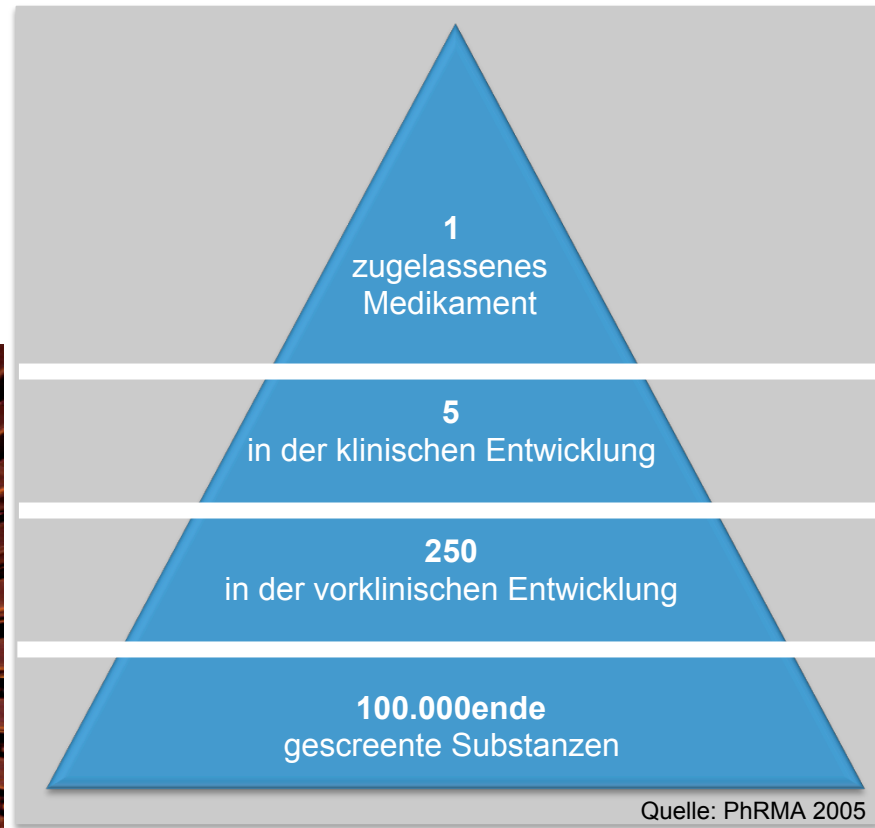 1
zugelassenes
Medikament
5
in der klinischen Entwicklung
250
in der vorklinischen Entwicklung
100.000ende
gescreente Substanzen
Quelle: PhRMA 2005